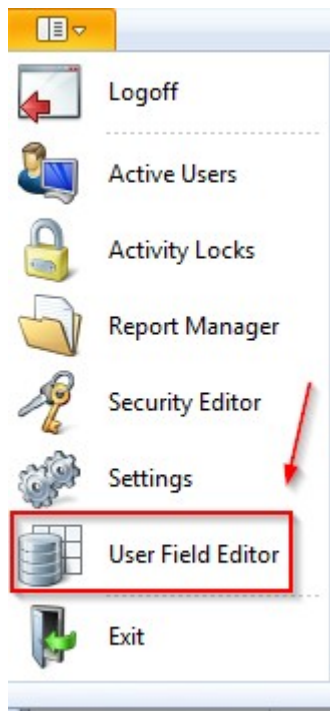 Logoff
Active Users
Activity Locks
Report Manager
Security Editor
Settings
User Field Editor
Exit